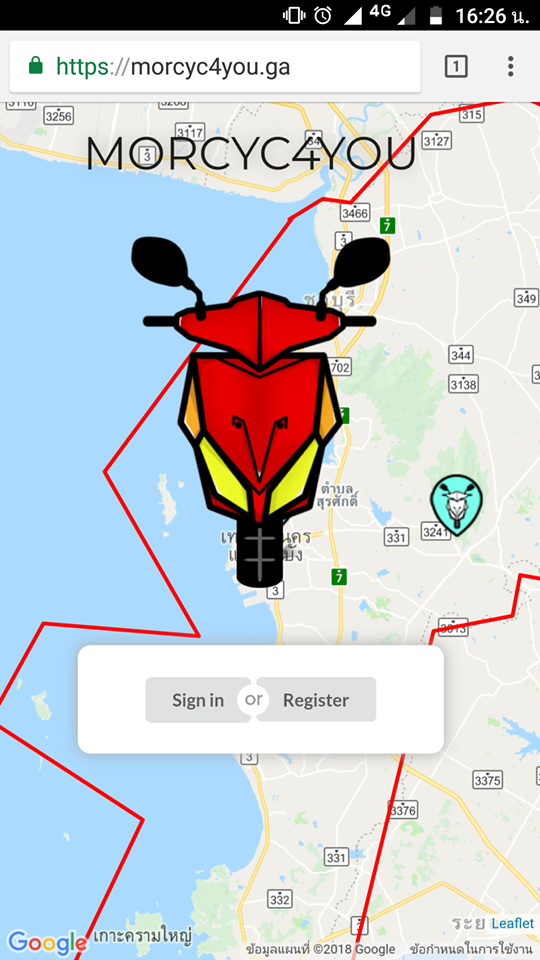 4G 16:26 น.
https://morcyc4you.ga 1
315
3256
3117
3127
3
MORCYC4YOU
3466
7
3
349
344
702
3138
ตำบล
สุรศักดิ์
331
3241
7
3
3013
Sign in or Register
3
3375
3376
331
332
3
ระย Leaflet
Google เกาะครามใหญ่
ข้อมูลแผนที่ ©2018 Google ข้อกำหนดในการใช้งาน